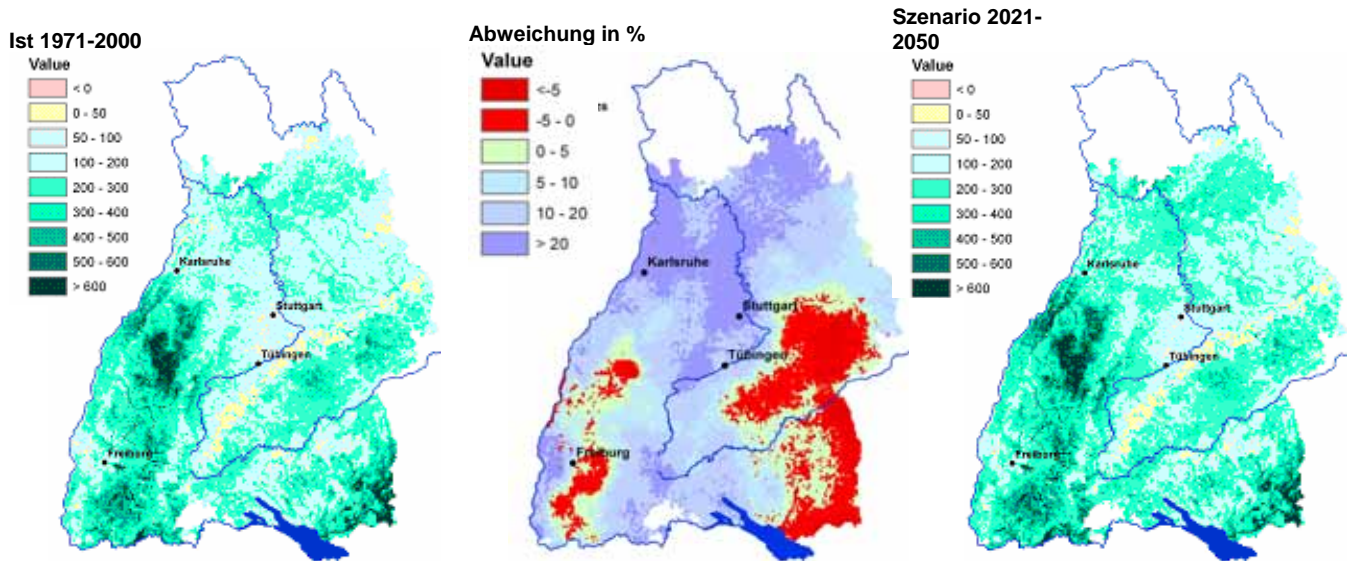 Ist 1971-2000
Value
< 0
0 - 50
50 - 100
100 - 200
200 - 300
300 - 400
400 - 500
500 - 600
> 600
Karlsruhe
Stuttgart
Tübingen
Freiburg
Abweichung in %
Value
<-5
-5 - 0
0 - 5
5 - 10
10 - 20
> 20
Karlsruhe
Stuttgart
Tübingen
Freiburg
Szenario 2021-
2050
Value
< 0
0 - 50
50 - 100
100 - 200
200 - 300
300 - 400
400 - 500
500 - 600
> 600
Karlsruhe
Stuttgart
Tübingen
Freiburg